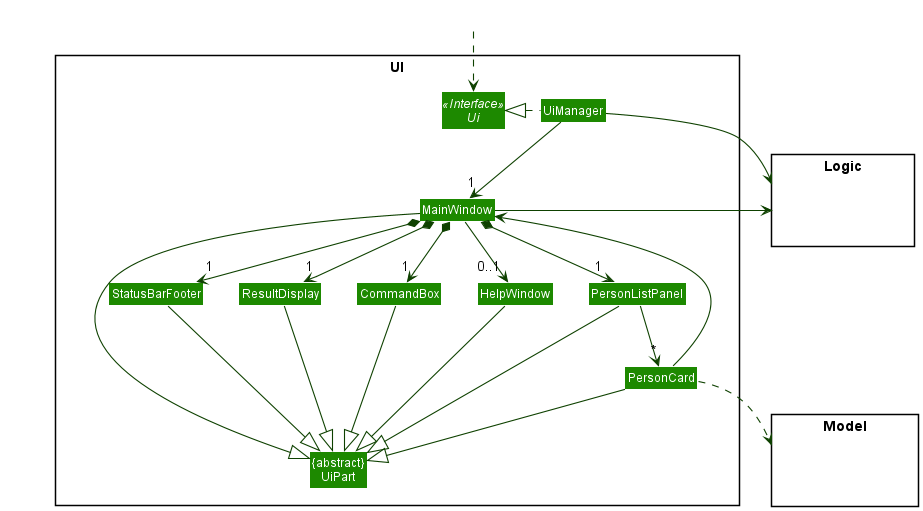 UI
«Interface»
Ui
UiManager
Logic
1
MainWindow
1
1
1
0..1
1
StatusBarFooter
ResultDisplay
CommandBox
HelpWindow
PersonListPanel
*
PersonCard
Model
{abstract}
UiPart